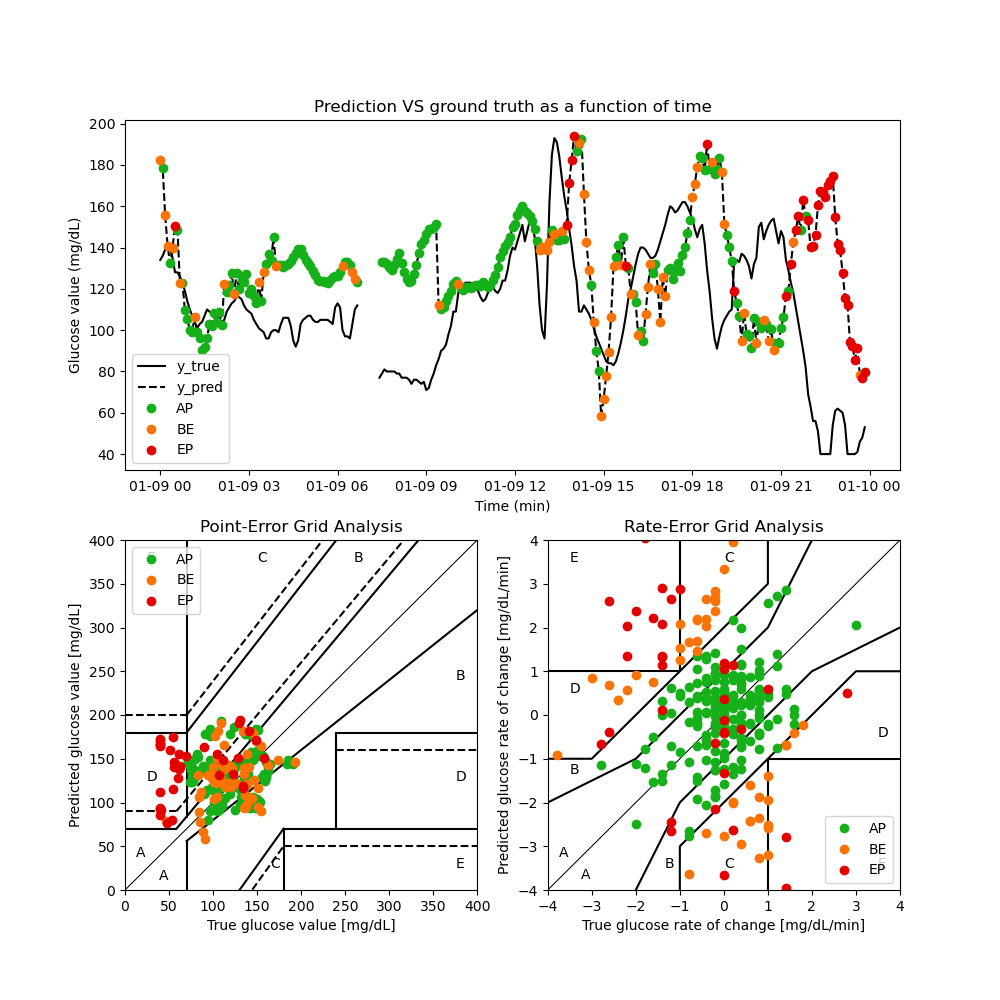 Prediction VS ground truth as a function of time
Glucose value (mg/dL)
200
180
160
140
120
100
80
60
40
y_true
y_pred
AP
BE
EP
01-09 00 01-09 03 01-09 06 01-09 09 01-09 12 01-09 15 01-09 18 01-09 21 01-10 00
Time (min)
Point-Error Grid Analysis
Predicted glucose value [mg/dL]
400
350
300
250
200
150
100
50
0
AP
BE
EP
E
C
B
B
D
D
A
A
C
E
0 50 100 150 200 250 300 350 400
True glucose value [mg/dL]
Rate-Error Grid Analysis
Predicted glucose rate of change [mg/dL/min]
4
3
2
1
0
−1
−2
−3
−4
E
C
D
D
B
A
A
B
C
E
AP
BE
EP
−4 −3 −2 −1 0 1 2 3 4
True glucose rate of change [mg/dL/min]